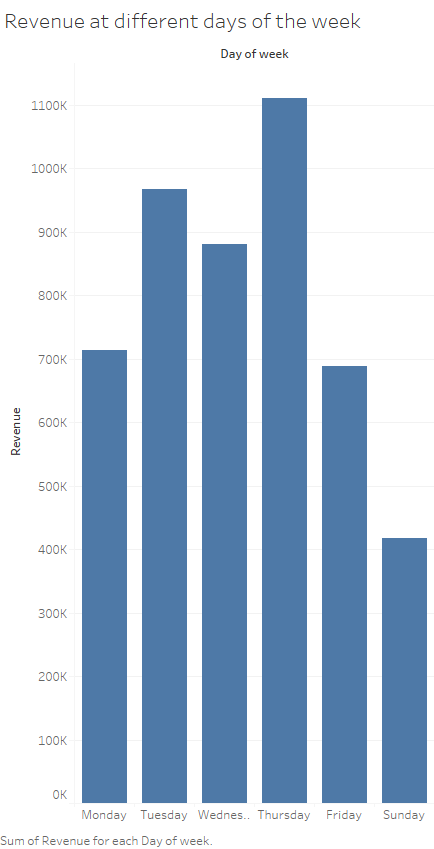 Revenue at different days of the week
Day of week
1100K
1000K
900K
800K
700K
600K
500K
400K
300K
200K
100K
0K
Revenue
Monday Tuesday Wednes.. Thursday Friday Sunday
Sum of Revenue for each Day of week.